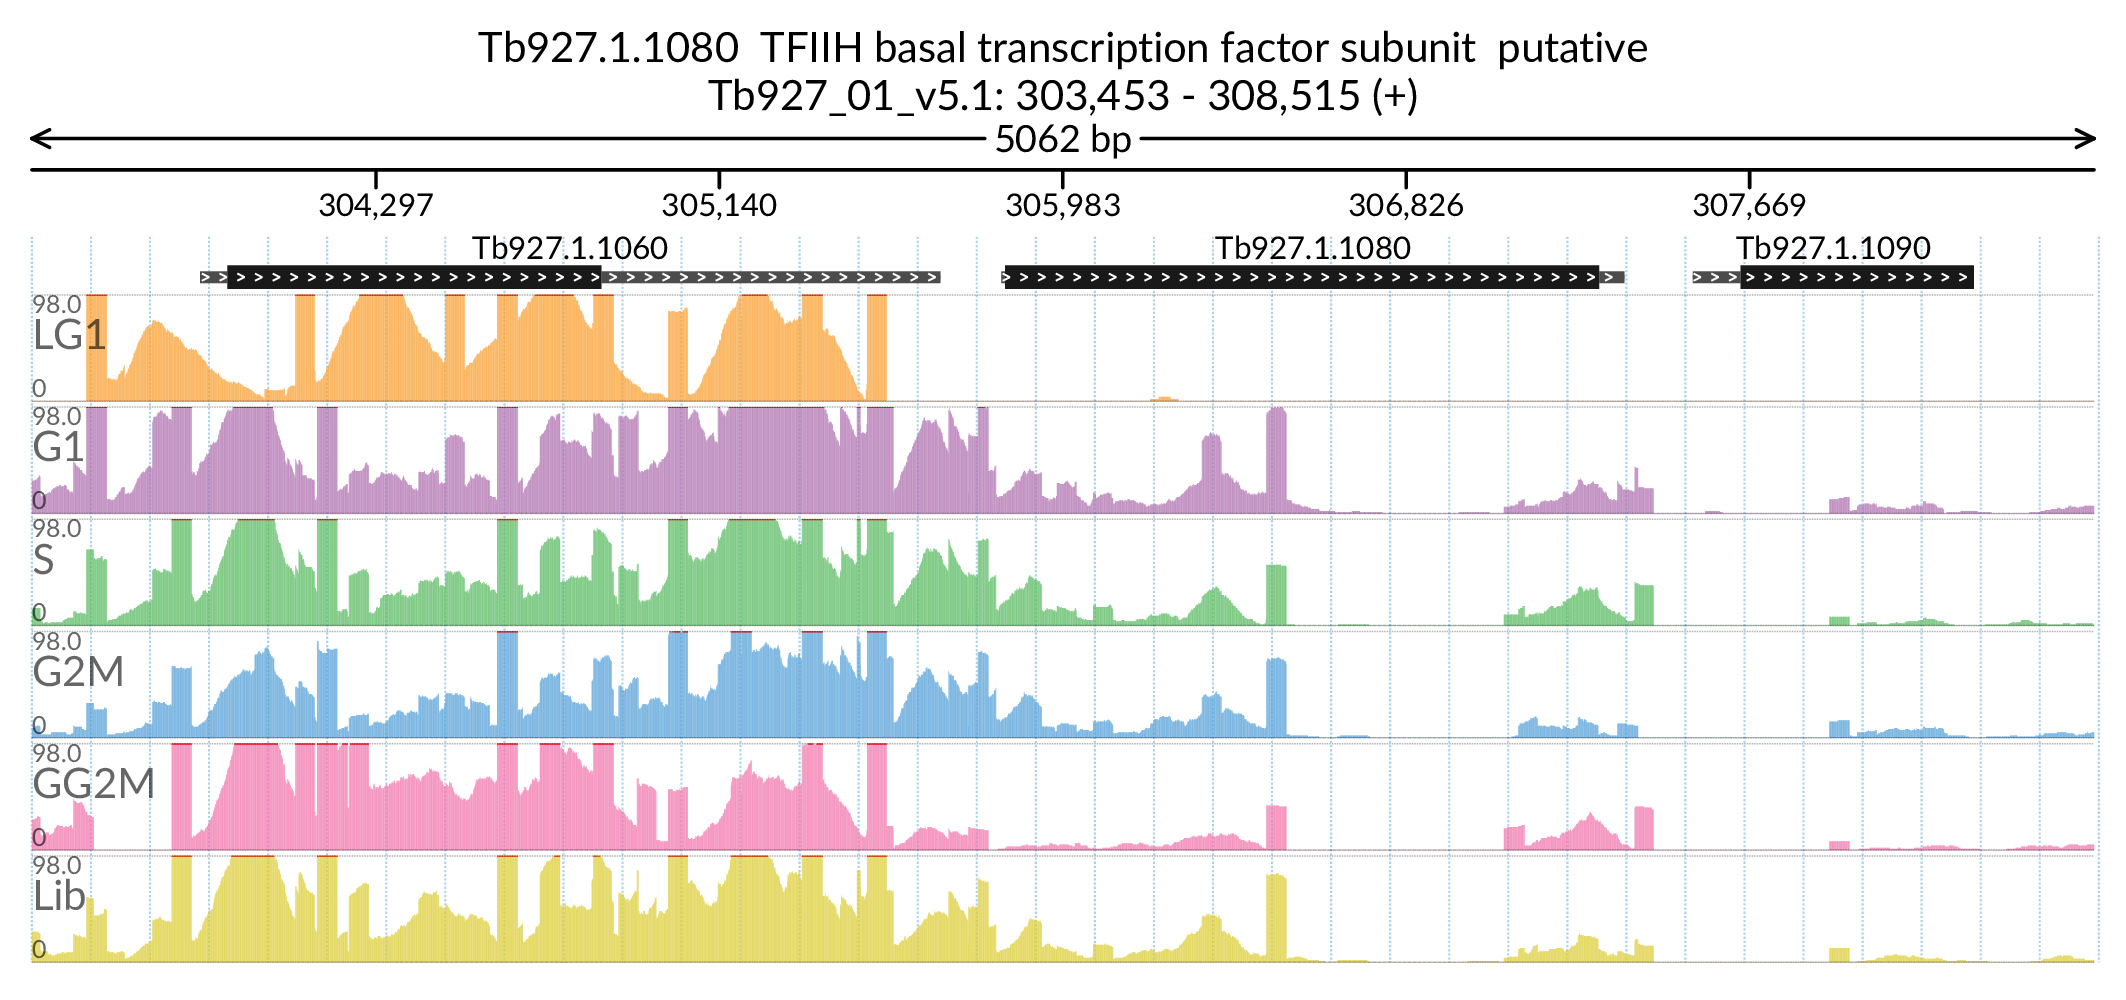 Tb927.1.1080  TFIIH basal transcription factor subunit  putative
Tb927_01_v5.1: 303,453 - 308,515 (+)
5062 bp
304,297 305,140 305,983 306,826 307,669
Tb927.1.1060 Tb927.1.1080 Tb927.1.1090
98.0
LG1
0
98.0
G1
0
98.0
S
0
98.0
G2M
0
98.0
GG2M
0
98.0
Lib
0